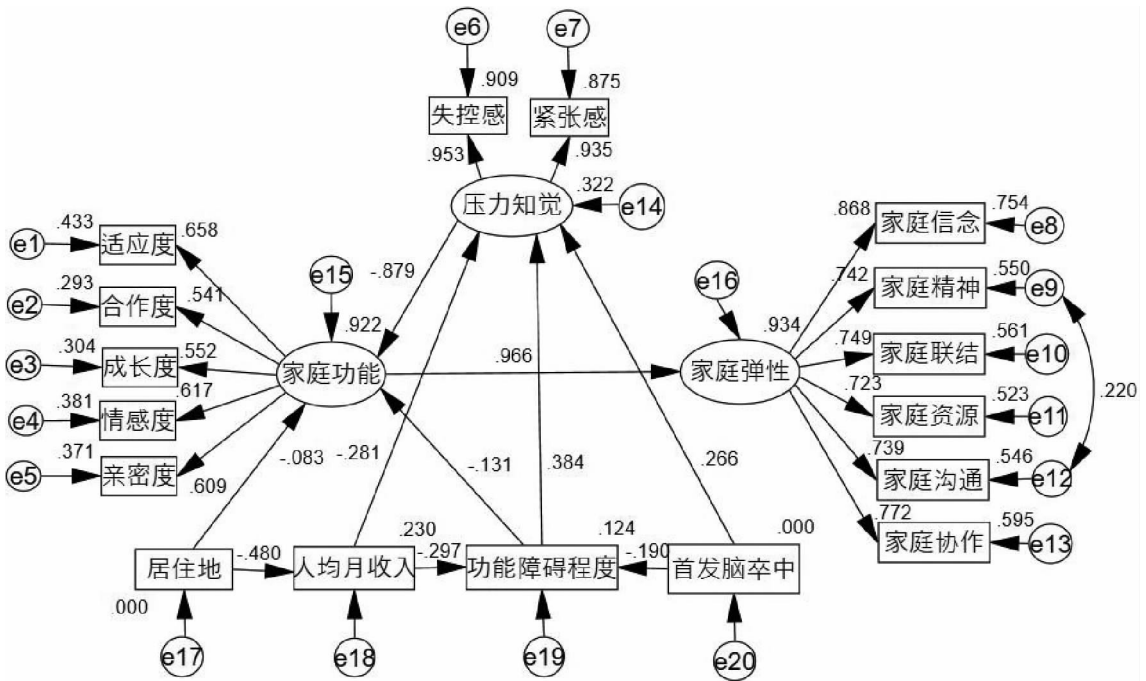 e6
e7
.909
.875
失控感
紧张感
.953
.935
压力知觉
.322
e14
.433
e1
适应度
.658
.868
家庭信念
.754
e8
.293
e2
合作度
.541
-.879
e15
e16
.742
家庭精神
.550
e9
.304
e3
成长度
.552
.922
家庭功能
.966
.934
家庭弹性
.749
家庭联结
.561
e10
.381
e4
情感度
.617
.723
家庭资源
.523
e11
.220
.371
e5
亲密度
.609
-.083
-.281
-.131
.384
.266
.739
家庭沟通
.546
e12
.772
家庭协作
.595
e13
居住地
-.480
.230
人均月收入
-.297
.124
功能障碍程度
-.190
.000
首发脑卒中
.000
e17
e18
e19
e20